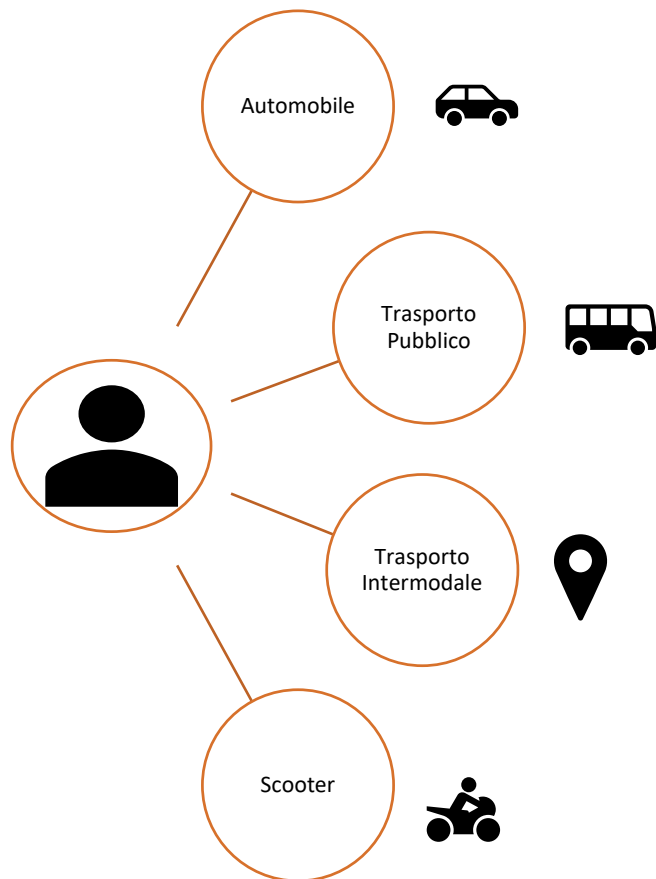 Automobile
Trasporto
Pubblico
Trasporto
Intermodale
Scooter